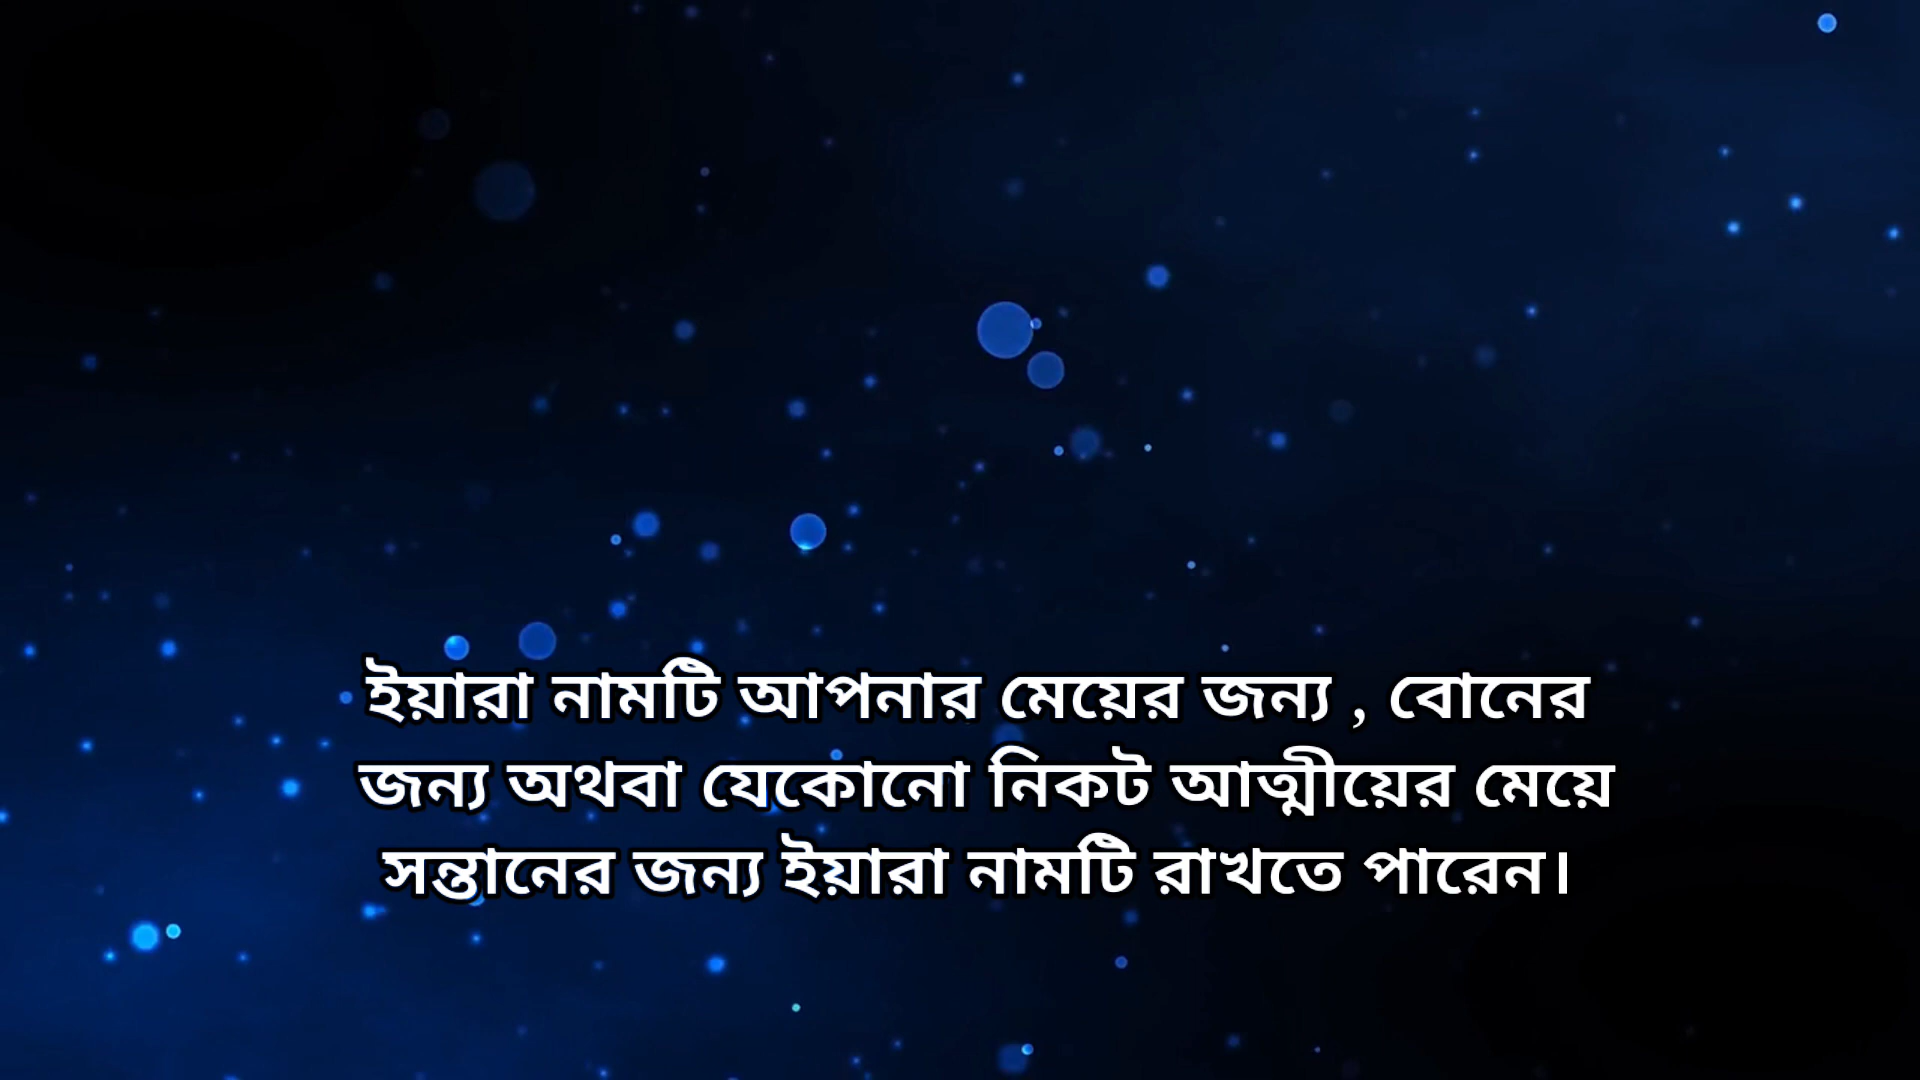 ইয়ারা নামটি আপনার মেয়ের জন্য , বোনের
জন্য অথবা যেকোনো নিকট আত্মীয়ের মেয়ে
সন্তানের জন্য ইয়ারা নামটি রাখতে পারেন।